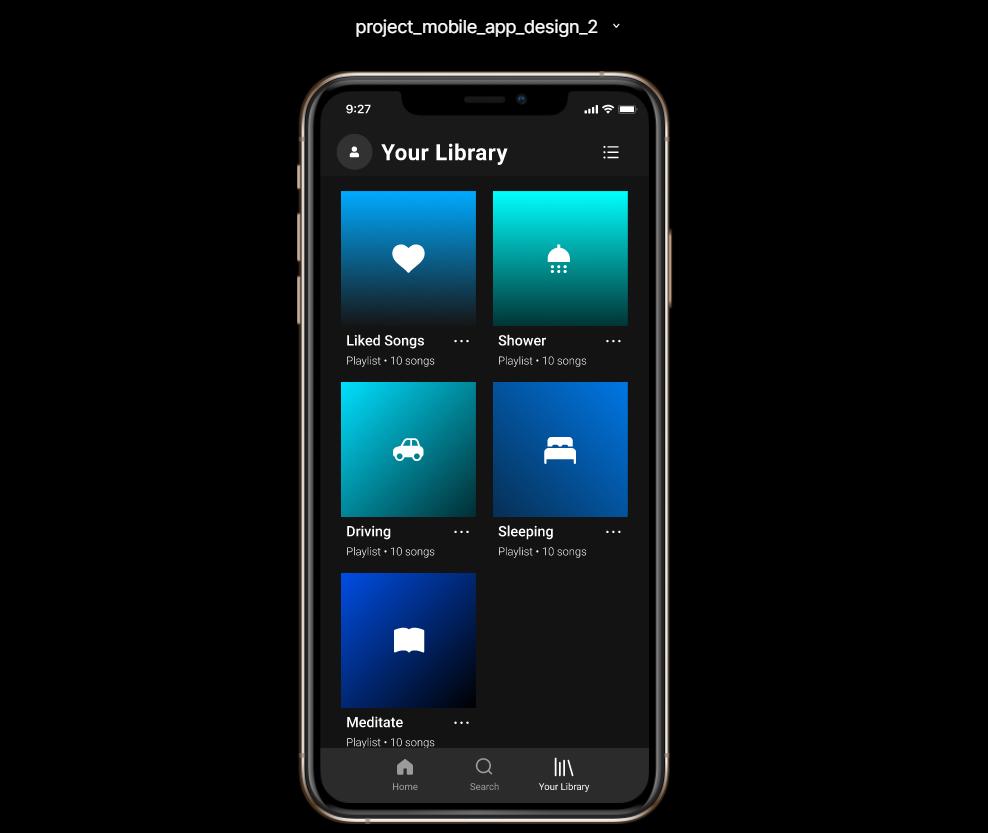 project_mobile_app_design_2
9:27
Your Library
Liked Songs
Playlist • 10 songs
Shower
Playlist • 10 songs
Driving
Playlist • 10 songs
Sleeping
Playlist • 10 songs
Meditate
Playlist • 10 songs
Home
Search
Your Library